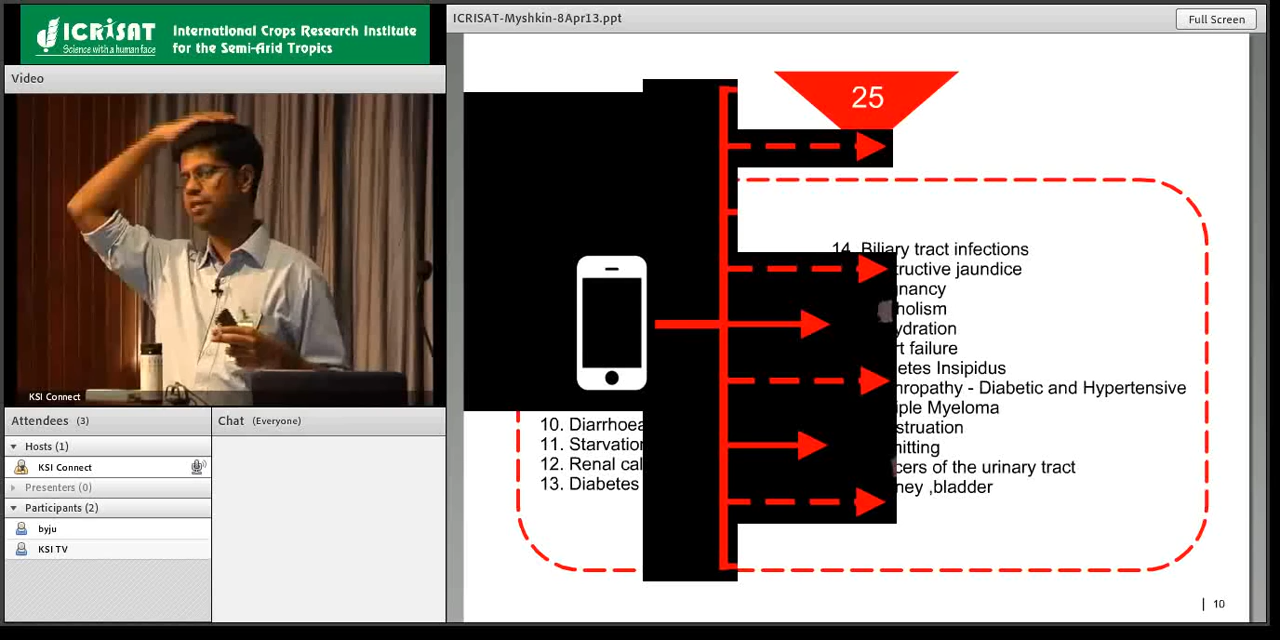 ICRISAT
Science with a human face
International Crops Research Institute
for the Semi-Arid Tropics
Video
KSI Connect
Attendees (3)
Hosts (1)
KSI Connect
Presenters (0)
Participants (2)
byju
KSI TV
Chat (Everyone)
ICRISAT-Myshkin-8Apr13.ppt
Full Screen
25
10. Diarrhoea
11. Starvation
12. Renal cal
13. Diabetes
14. Biliary tract infections
tructive jaundice
gnancy
holism
ydration
rt failure
etes Insipidus
hropathy - Diabetic and Hypertensive
iple Myeloma
struation
mitting
cers of the urinary tract
ney ,bladder
| 10